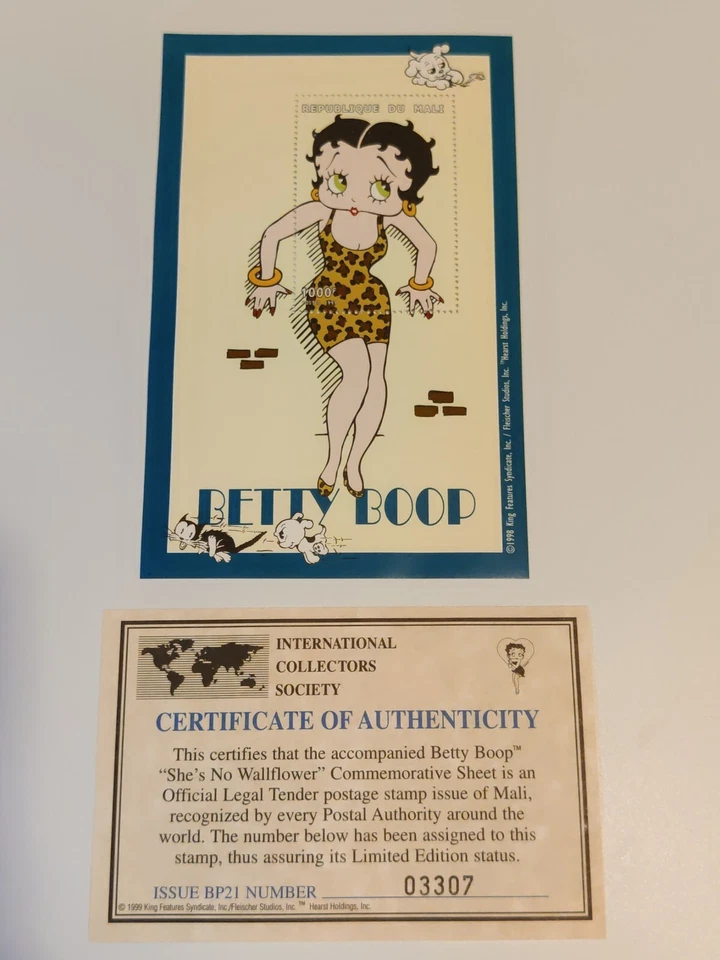 REPUBLIQUE DU MALI
1000F
BETTY BOOP
©1998 King Features Syndicate, Inc. / Fleischer Studios, Inc. ™Hearst Holdings, Inc.
INTERNATIONAL
COLLECTORS
SOCIETY
CERTIFICATE OF AUTHENTICITY
This certifies that the accompanied Betty Boop™
“She's No Wallflower” Commemorative Sheet is an
Official Legal Tender postage stamp issue of Mali,
recognized by every Postal Authority around the
world. The number below has been assigned to this
stamp, thus assuring its Limited Edition status.
ISSUE BP21 NUMBER 03307
© 1999 King Features Syndicate, Inc./Fleischer Studios, Inc. ™ Hearst Holdings, Inc.